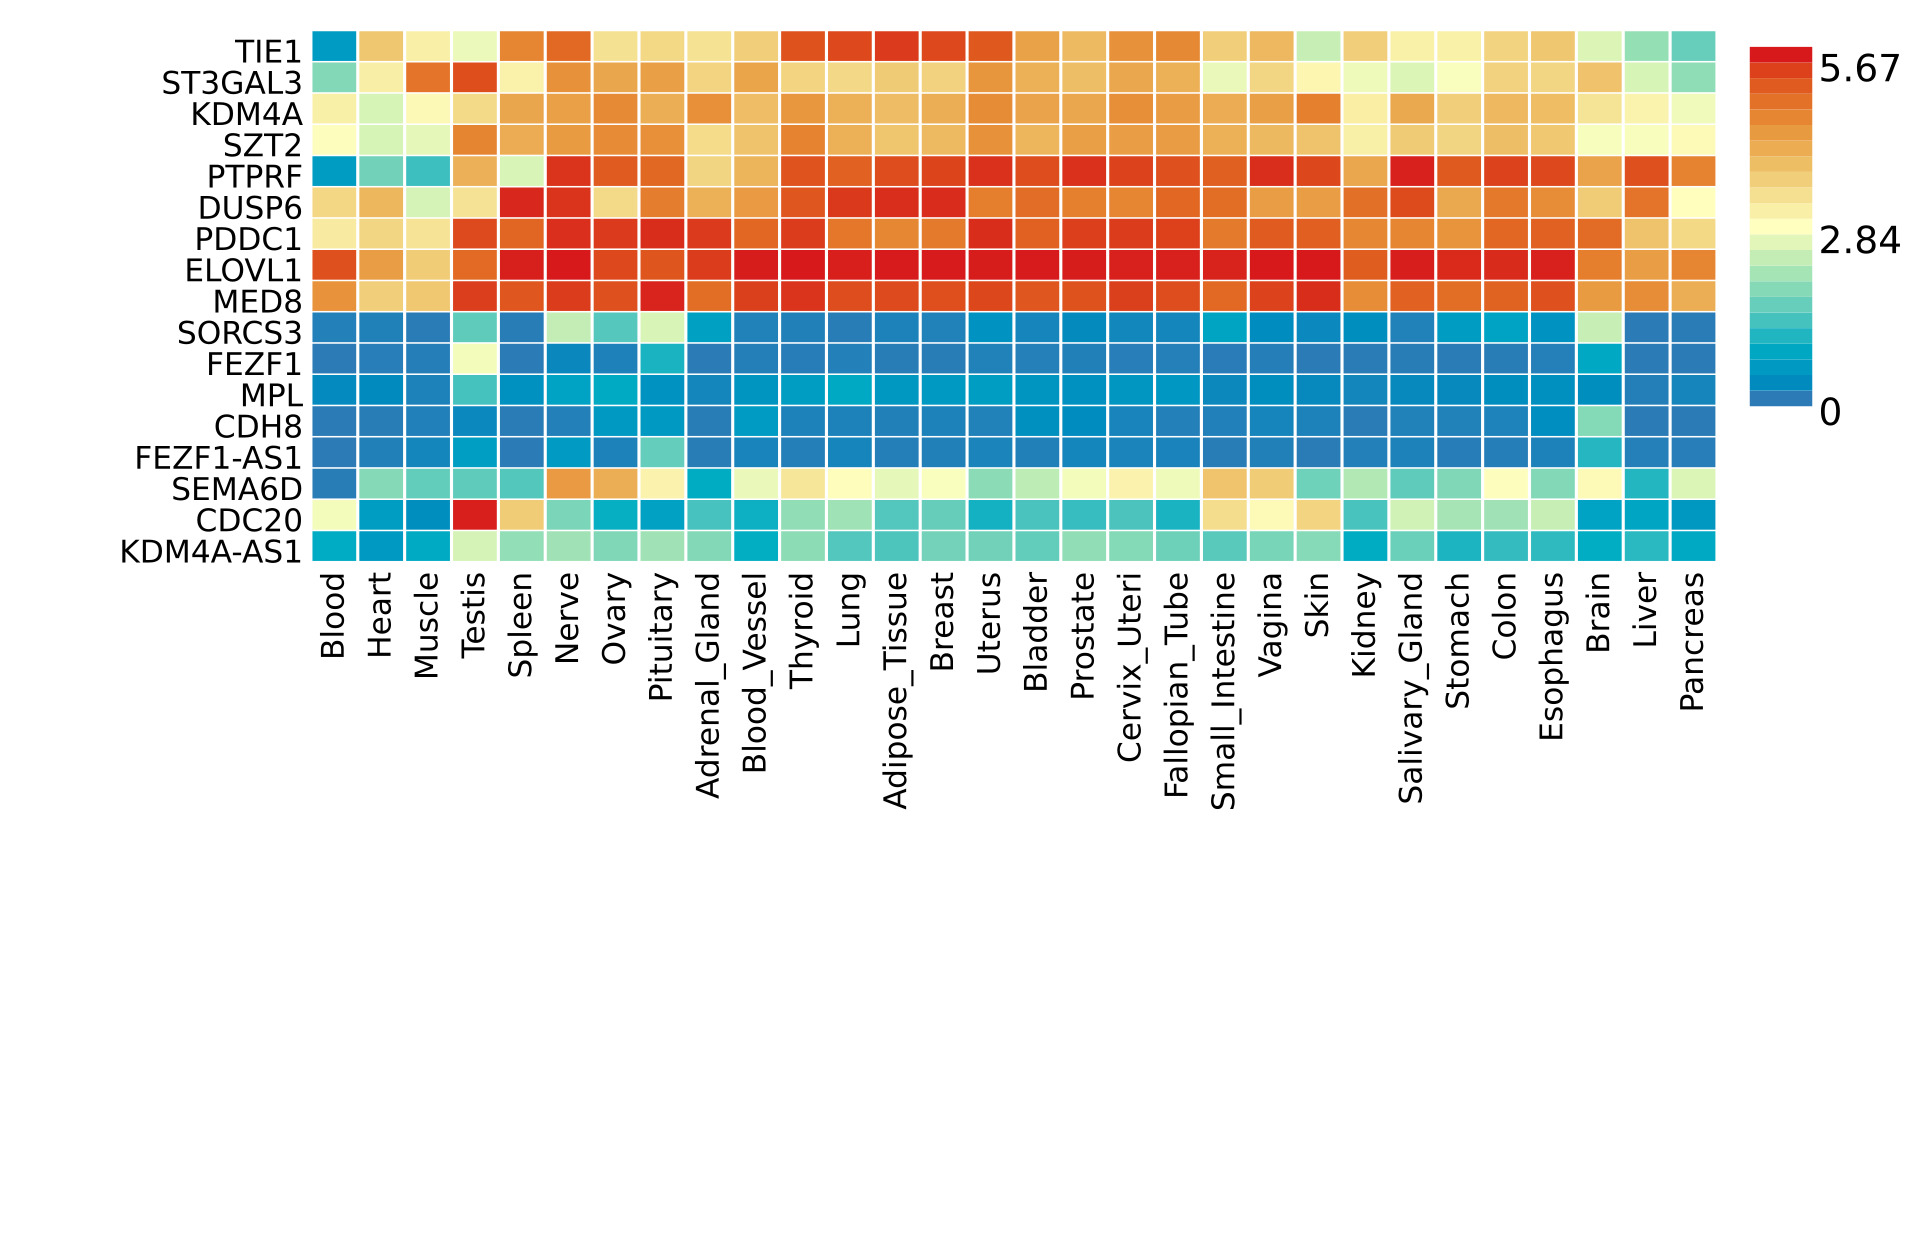 TIE1
ST3GAL3
KDM4A
SZT2
PTPRF
DUSP6
PDDC1
ELOVL1
MED8
SORCS3
FEZF1
MPL
CDH8
FEZF1-AS1
SEMA6D
CDC20
KDM4A-AS1
Blood
Heart
Muscle
Testis
Spleen
Nerve
Ovary
Pituitary
Adrenal_Gland
Blood_Vessel
Thyroid
Lung
Adipose_Tissue
Breast
Uterus
Bladder
Prostate
Cervix_Uteri
Fallopian_Tube
Small_Intestine
Vagina
Skin
Kidney
Salivary_Gland
Stomach
Colon
Esophagus
Brain
Liver
Pancreas
5.67
2.84
0